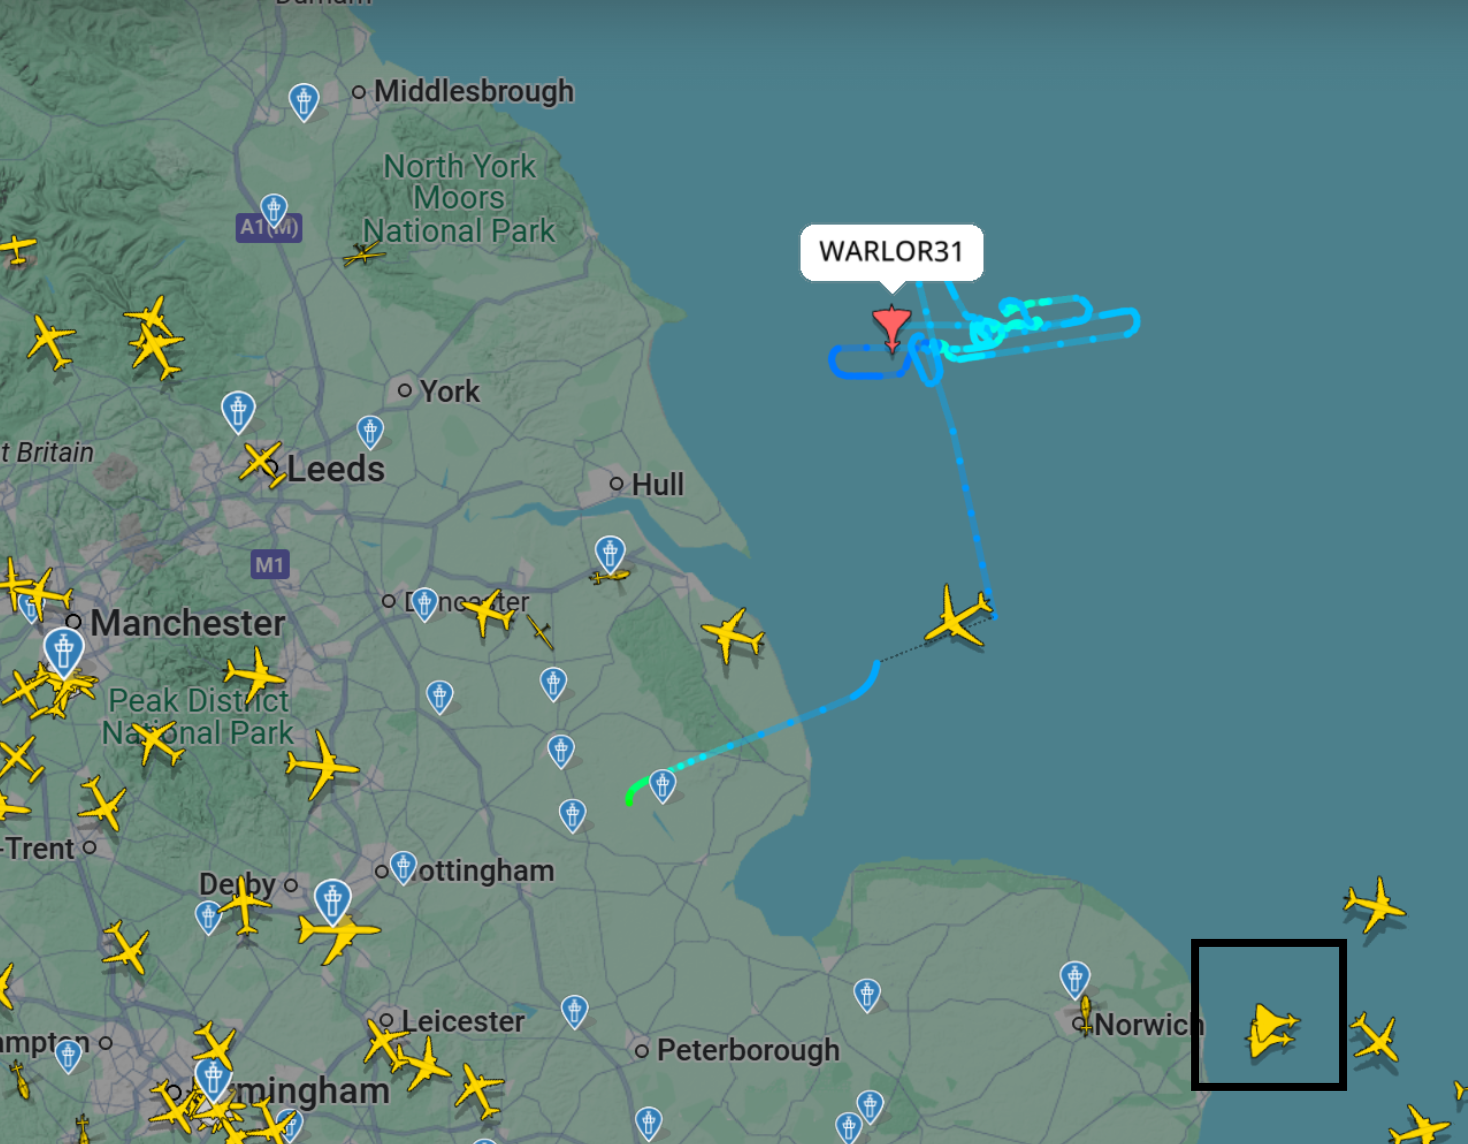 Durham
Middlesbrough
North York
Moors
National Park
A1(M)
WARLOR31
York
t Britain
Leeds
Hull
M1
Manchester
Peak District
National Park
-Trent
Derby
Leicester
Norwich
Peterborough